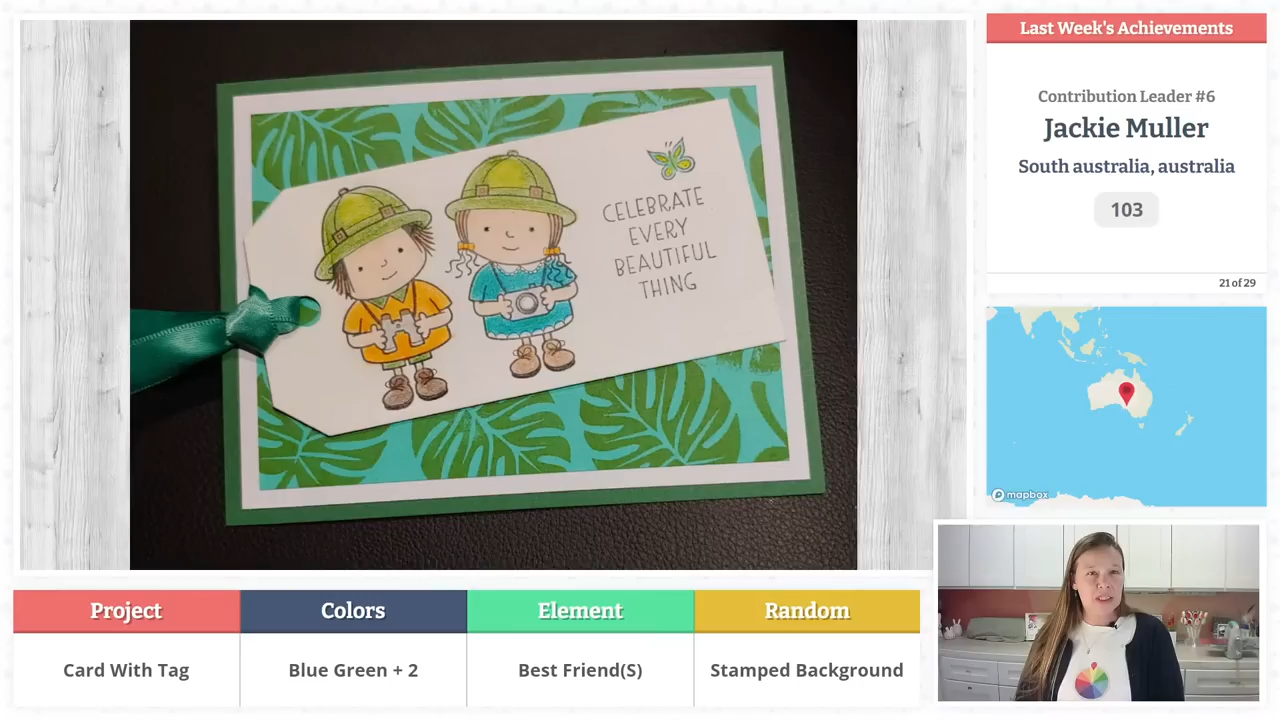 CELEBRATE
EVERY
BEAUTIFUL
THING
Last Week's Achievements
Contribution Leader #6
Jackie Muller
South australia, australia
103
21 of 29
mapbox
Project
Colors
Element
Random
Card With Tag
Blue Green + 2
Best Friend(S)
Stamped Background